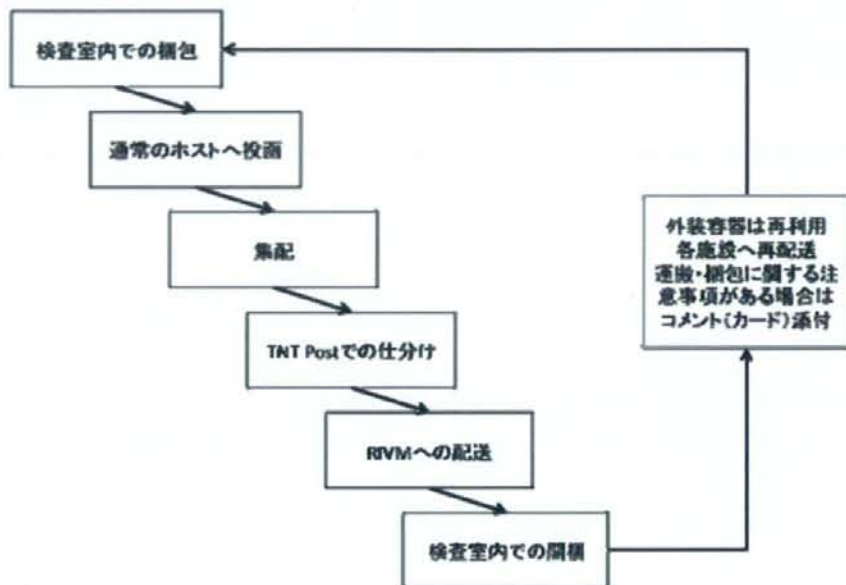 検査室内での梱包
通常のポストへ投函
集配
TNT Postでの仕分け
RIVMへの配送
検査室内での開梱
外装容器は再利用
各施設へ再配送
運搬・梱包に関する注
意事項がある場合は
コメント（カード）添付